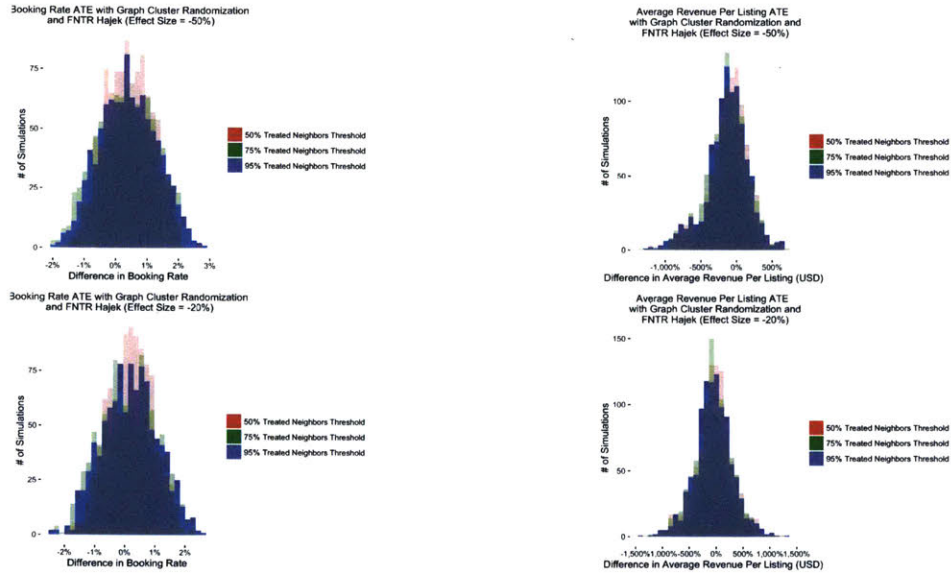 Booking Rate ATE with Graph Cluster Randomization
and FNTR Hajek (Effect Size = -50%)
# of Simulations
75-
50-
25-
0-
-2% -1% 0% 1% 2% 3%
Difference in Booking Rate
50% Treated Neighbors Threshold
75% Treated Neighbors Threshold
95% Treated Neighbors Threshold
Average Revenue Per Listing ATE
with Graph Cluster Randomization and
FNTR Hajek (Effect Size = -50%)
# of Simulations
100-
50-
0-
-1,000% -500% 0% 500%
Difference in Average Revenue Per Listing (USD)
50% Treated Neighbors Threshold
75% Treated Neighbors Threshold
95% Treated Neighbors Threshold
Booking Rate ATE with Graph Cluster Randomization
and FNTR Hajek (Effect Size = -20%)
# of Simulations
75-
50-
25-
0-
-2% -1% 0% 1% 2%
Difference in Booking Rate
50% Treated Neighbors Threshold
75% Treated Neighbors Threshold
95% Treated Neighbors Threshold
Average Revenue Per Listing ATE
with Graph Cluster Randomization and
FNTR Hajek (Effect Size = -20%)
# of Simulations
150-
100-
50-
0-
-1,500%1,000%-500% 0% 500%1,000%1,500%
Difference in Average Revenue Per Listing (USD)
50% Treated Neighbors Threshold
75% Treated Neighbors Threshold
95% Treated Neighbors Threshold